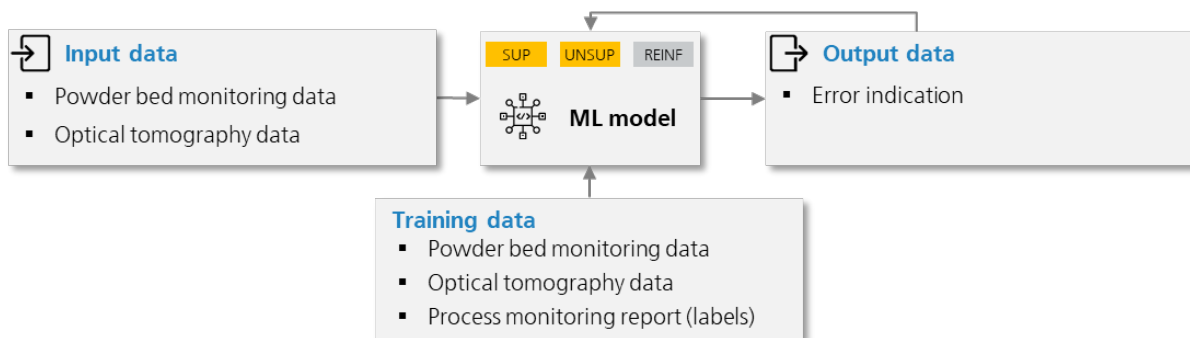 Input data
▪ Powder bed monitoring data
▪ Optical tomography data
SUP UNSUP REINF
</> ML model
Output data
▪ Error indication
Training data
▪ Powder bed monitoring data
▪ Optical tomography data
▪ Process monitoring report (labels)